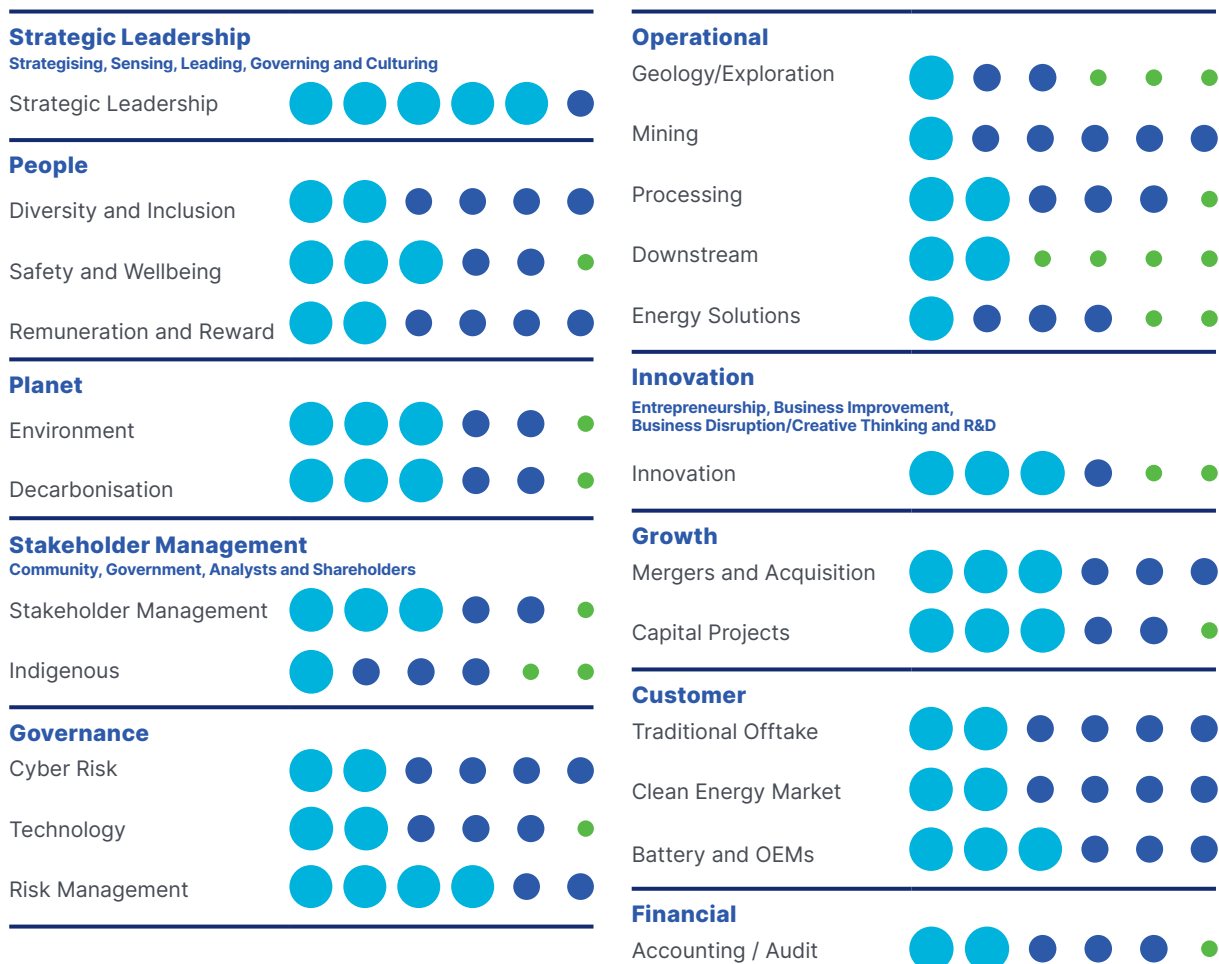 Strategic Leadership
Strategising, Sensing, Leading, Governing and Culturing
Strategic Leadership
People
Diversity and Inclusion
Safety and Wellbeing
Remuneration and Reward
Planet
Environment
Decarbonisation
Stakeholder Management
Community, Government, Analysts and Shareholders
Stakeholder Management
Indigenous
Governance
Cyber Risk
Technology
Risk Management
Operational
Geology/Exploration
Mining
Processing
Downstream
Energy Solutions
Innovation
Entrepreneurship, Business Improvement,
Business Disruption/Creative Thinking and R&D
Innovation
Growth
Mergers and Acquisition
Capital Projects
Customer
Traditional Offtake
Clean Energy Market
Battery and OEMs
Financial
Accounting / Audit